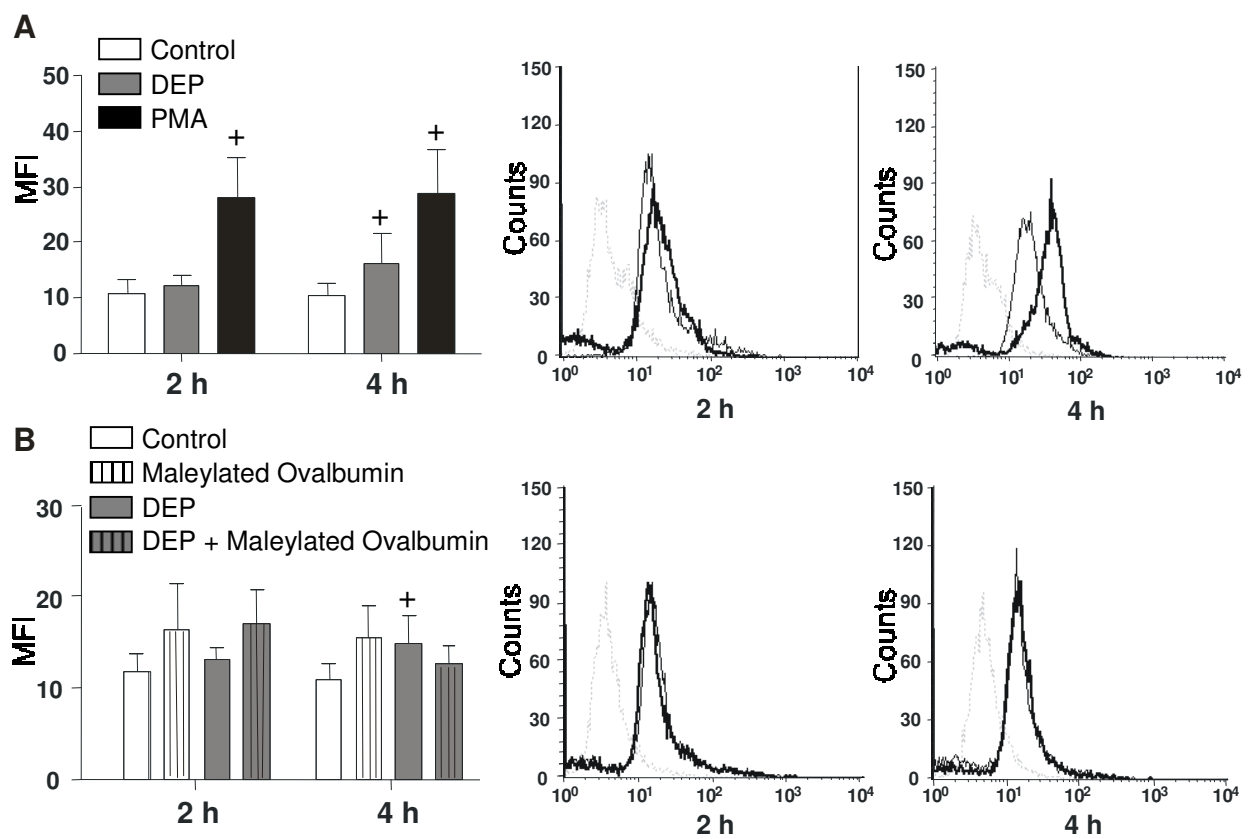 A
Control
DEP
PMA
MFI
50
40
30
20
10
0
+
+
+
2 h
4 h
Counts
150
120
90
60
30
0
10⁰
10¹
10²
10³
10⁴
2 h
Counts
150
120
90
60
30
0
10⁰
10¹
10²
10³
10⁴
4 h
B
Control
Maleylated Ovalbumin
DEP
DEP + Maleylated Ovalbumin
MFI
30
20
10
0
+
2 h
4 h
Counts
150
120
90
60
30
0
10⁰
10¹
10²
10³
10⁴
2 h
Counts
150
120
90
60
30
0
10⁰
10¹
10²
10³
10⁴
4 h